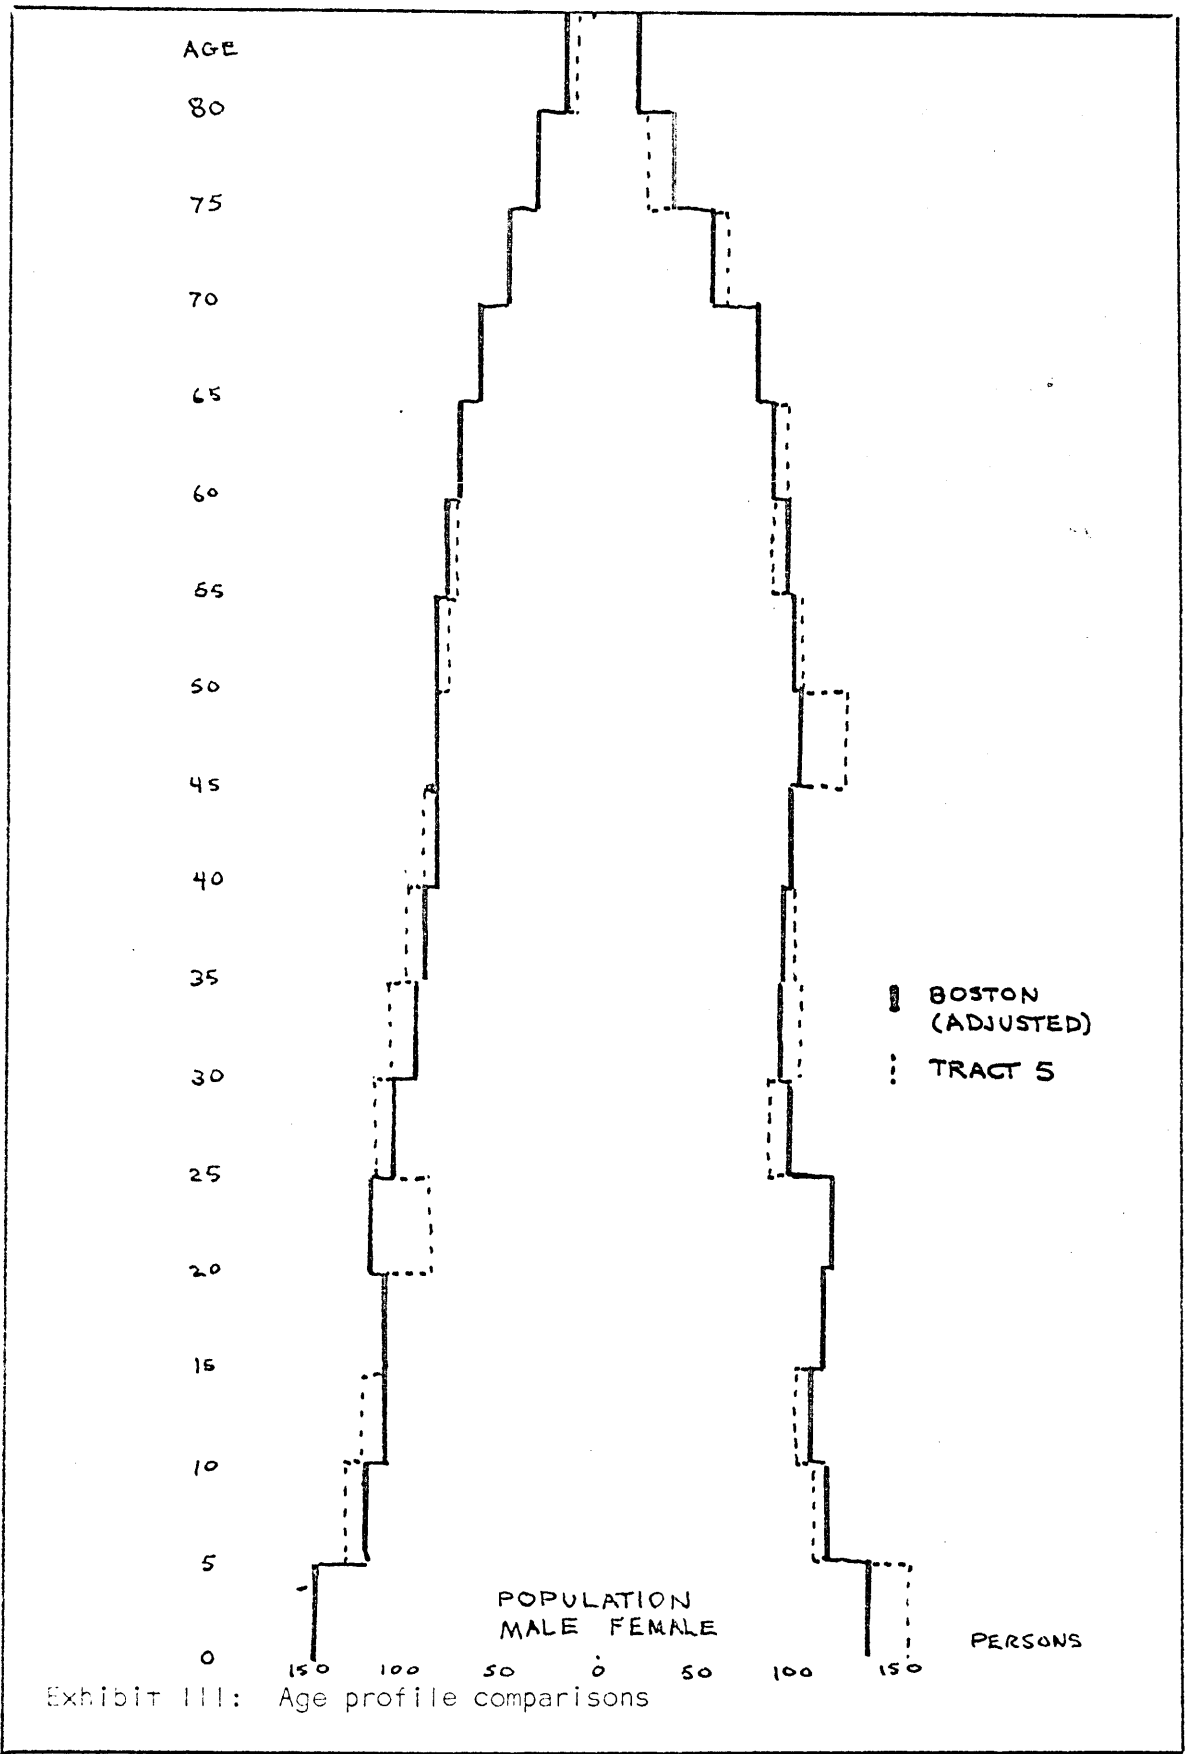 AGE
80
75
70
65
60
55
50
45
40
35
BOSTON
(ADJUSTED)
TRACT 5
30
25
20
15
10
5
POPULATION
MALE FEMALE
PERSONS
0
150 100 50 0 50 100 150
Exhibit III: Age profile comparisons